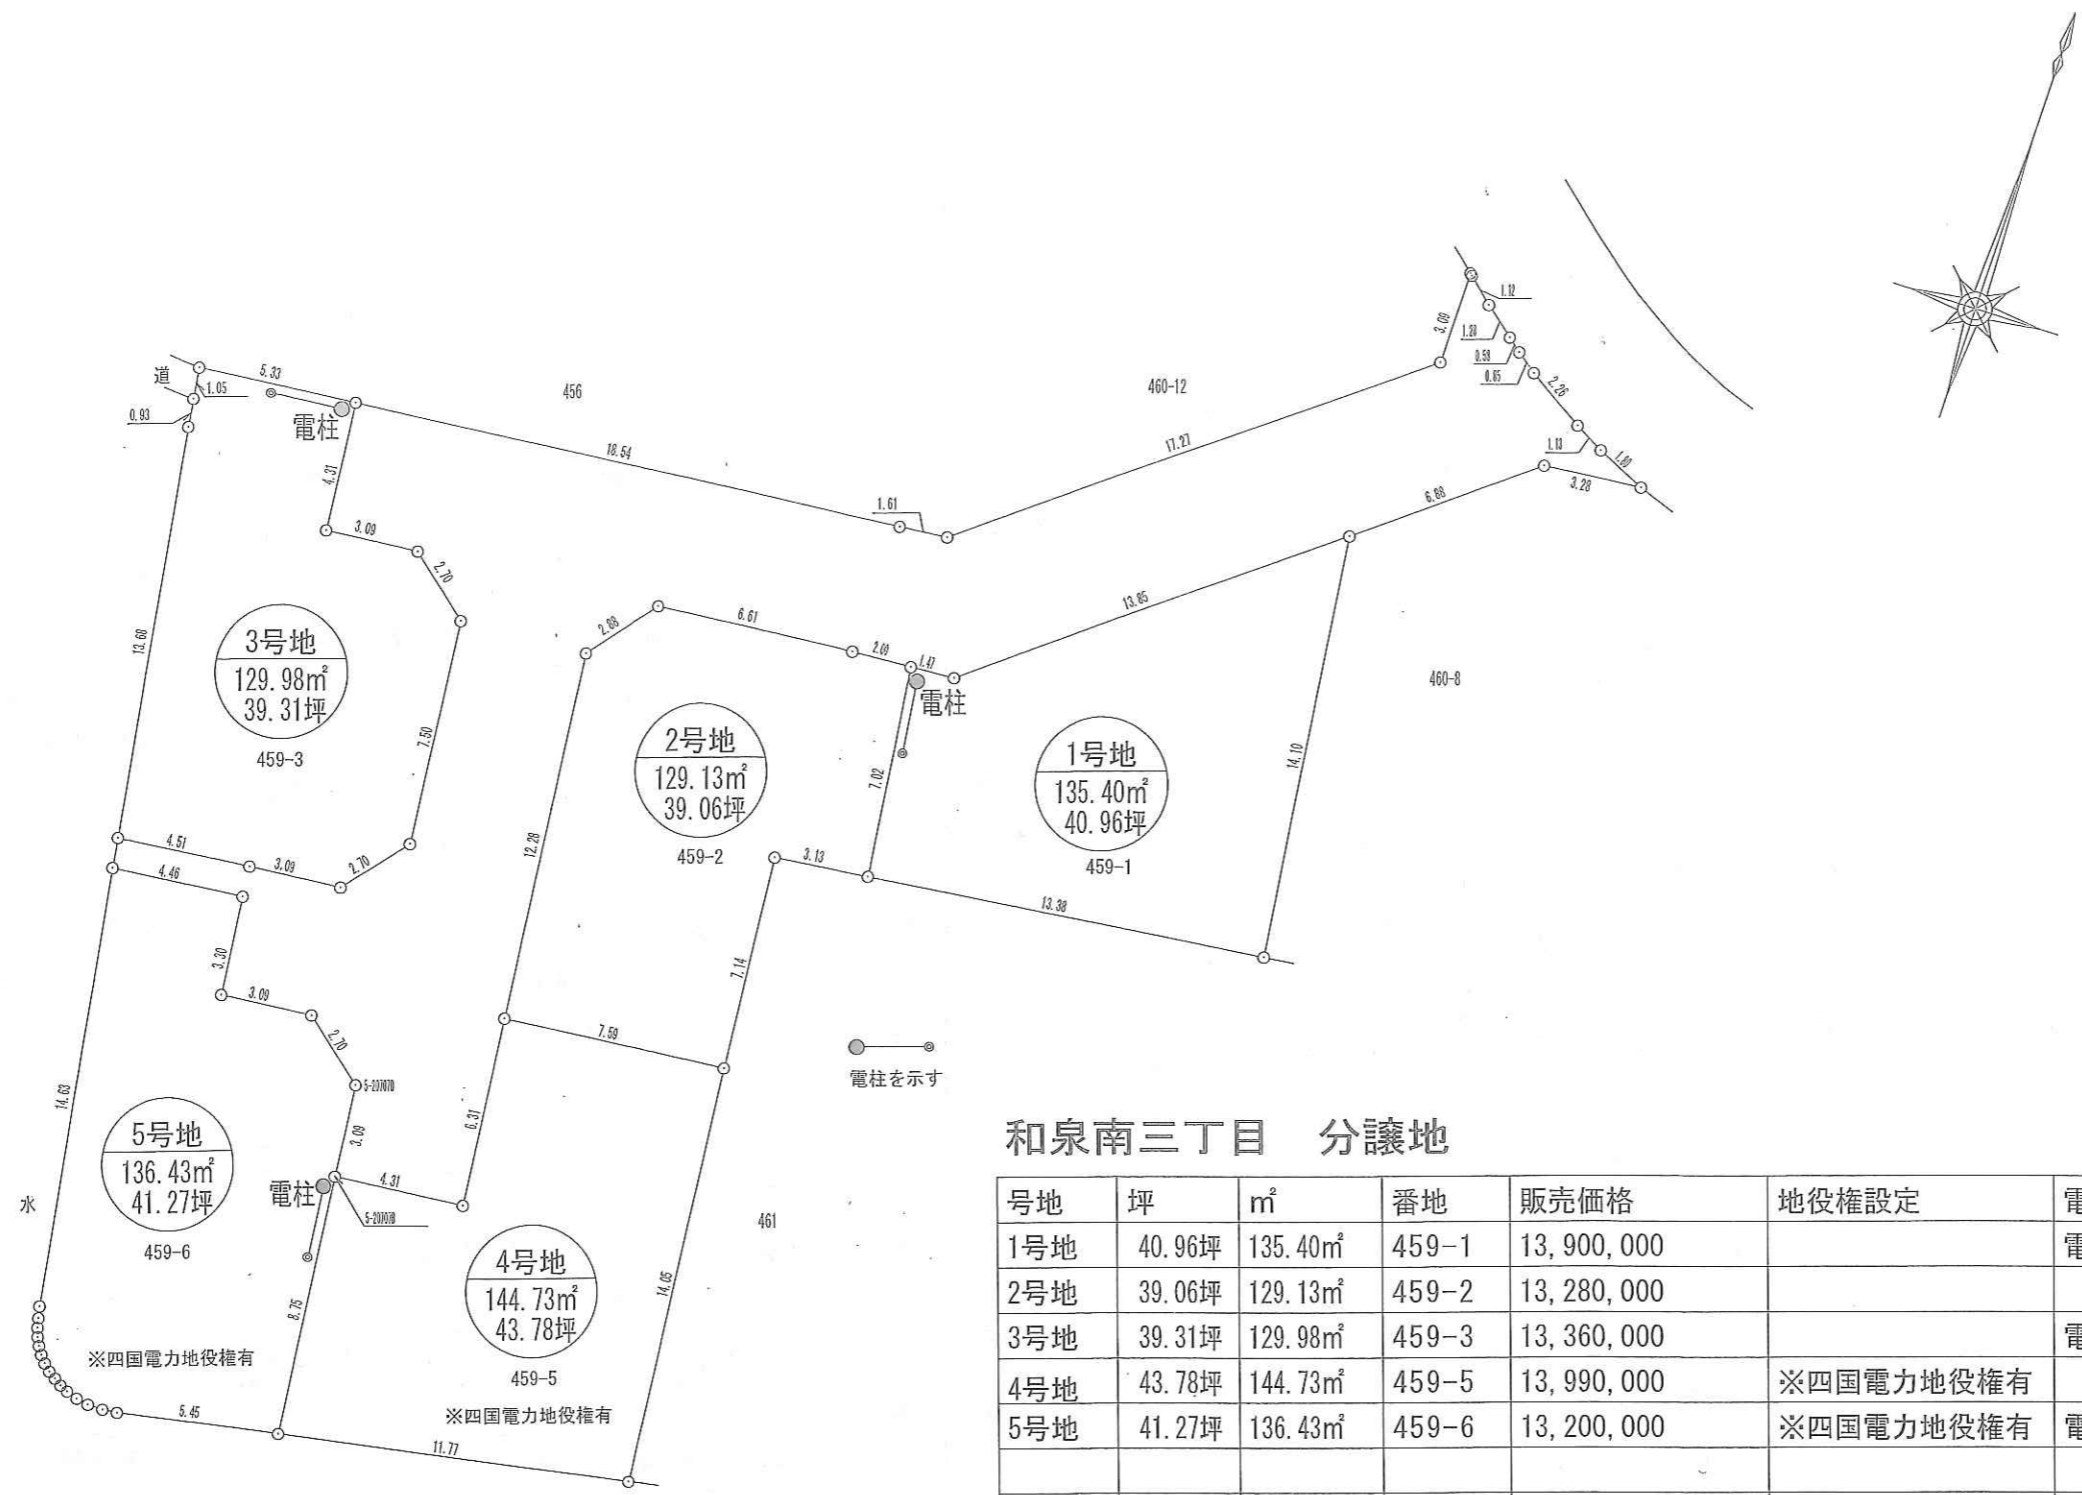 道
1.05
0.93
5.33
電柱
456
460-12
18.54
1.61
17.27
3.09
1.12
0.58
2.26
1.80
3.28
6.88
4.31
3.09
2.70
13.68
7.50
3号地
129.98㎡
39.31坪
459-3
4.51
3.09
2.70
2.88
6.61
2.09
1.47
電柱
13.85
460-8
12.28
2号地
129.13㎡
39.06坪
459-2
7.02
3.13
7.14
7.59
1号地
135.40㎡
40.96坪
459-1
14.10
13.38
4.46
3.30
3.09
2.70
3.09
14.63
5号地
136.43㎡
41.27坪
459-6
水
電柱
4.31
6.31
8.75
※四国電力地役権有
5.45
4号地
144.73㎡
43.78坪
459-5
※四国電力地役権有
11.77
14.05
461
電柱を示す
和泉南三丁目 分譲地
号地 坪 ㎡ 番地 販売価格 地役権設定 電
1号地 40.96坪 135.40㎡ 459-1 13,900,000 電
2号地 39.06坪 129.13㎡ 459-2 13,280,000
3号地 39.31坪 129.98㎡ 459-3 13,360,000 電
4号地 43.78坪 144.73㎡ 459-5 13,990,000 ※四国電力地役権有
5号地 41.27坪 136.43㎡ 459-6 13,200,000 ※四国電力地役権有 電